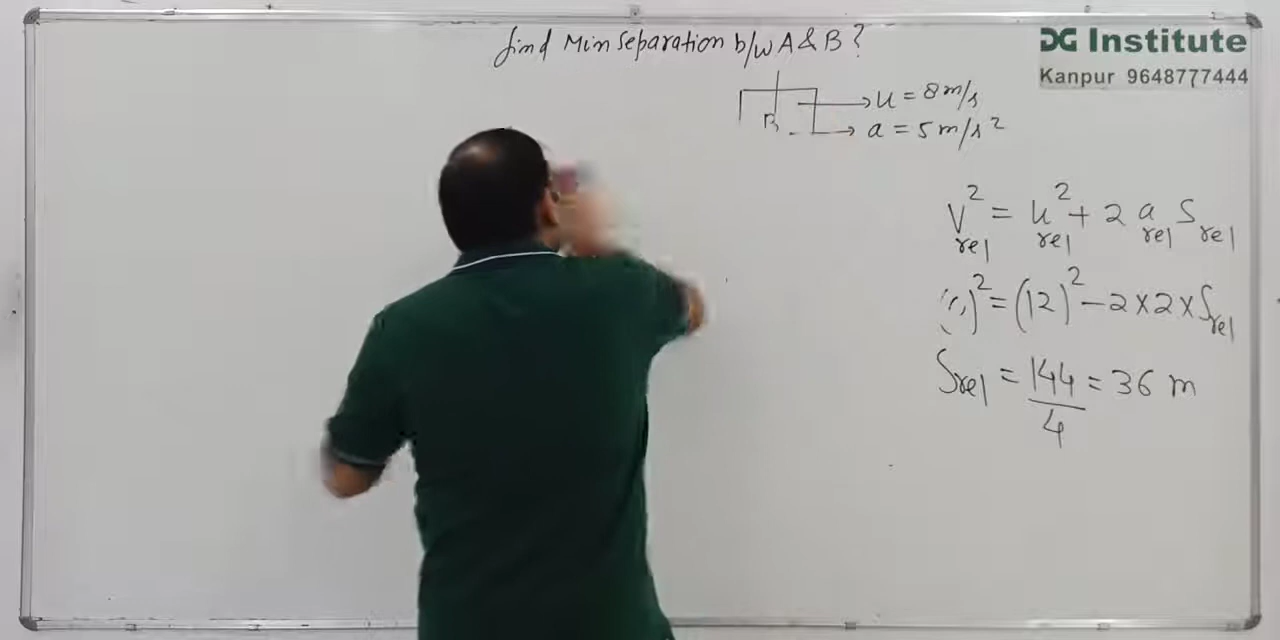 find Min Separation b/w A & B ?
DG Institute
Kanpur 9648777444
u = 8 m/s
B
a = 5 m/s²
V²rel = u²rel + 2 arel Srel
( )² = (12)² - 2 × 2 × Srel
Srel = 144/4 = 36 m